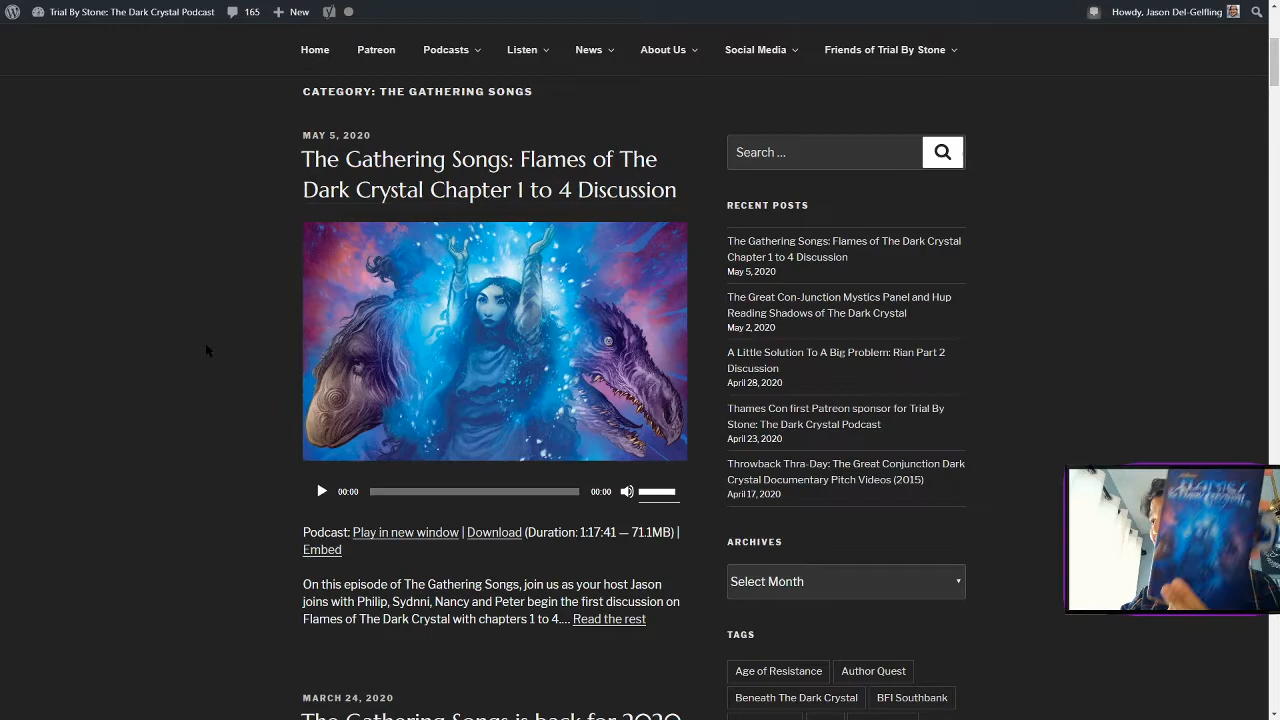 Trial By Stone: The Dark Crystal Podcast 165 New Howdy, Jason Del-Gelfling
Home Patreon Podcasts Listen News About Us Social Media Friends of Trial By Stone
CATEGORY: THE GATHERING SONGS
MAY 5, 2020
The Gathering Songs: Flames of The
Dark Crystal Chapter 1 to 4 Discussion
00:00 00:00
Podcast: Play in new window | Download (Duration: 1:17:41 — 71.1MB) |
Embed
On this episode of The Gathering Songs, join us as your host Jason
joins with Philip, Sydnni, Nancy and Peter begin the first discussion on
Flames of The Dark Crystal with chapters 1 to 4.... Read the rest
MARCH 24, 2020
The Gathering Songs is back for 2020
Search …
RECENT POSTS
The Gathering Songs: Flames of The Dark Crystal
Chapter 1 to 4 Discussion
May 5, 2020
The Great Con-Junction Mystics Panel and Hup
Reading Shadows of The Dark Crystal
May 2, 2020
A Little Solution To A Big Problem: Rian Part 2
Discussion
April 28, 2020
Thames Con first Patreon sponsor for Trial By
Stone: The Dark Crystal Podcast
April 23, 2020
Throwback Thra-Day: The Great Conjunction Dark
Crystal Documentary Pitch Videos (2015)
April 17, 2020
ARCHIVES
Select Month
TAGS
Age of Resistance Author Quest
Beneath The Dark Crystal BFI Southbank